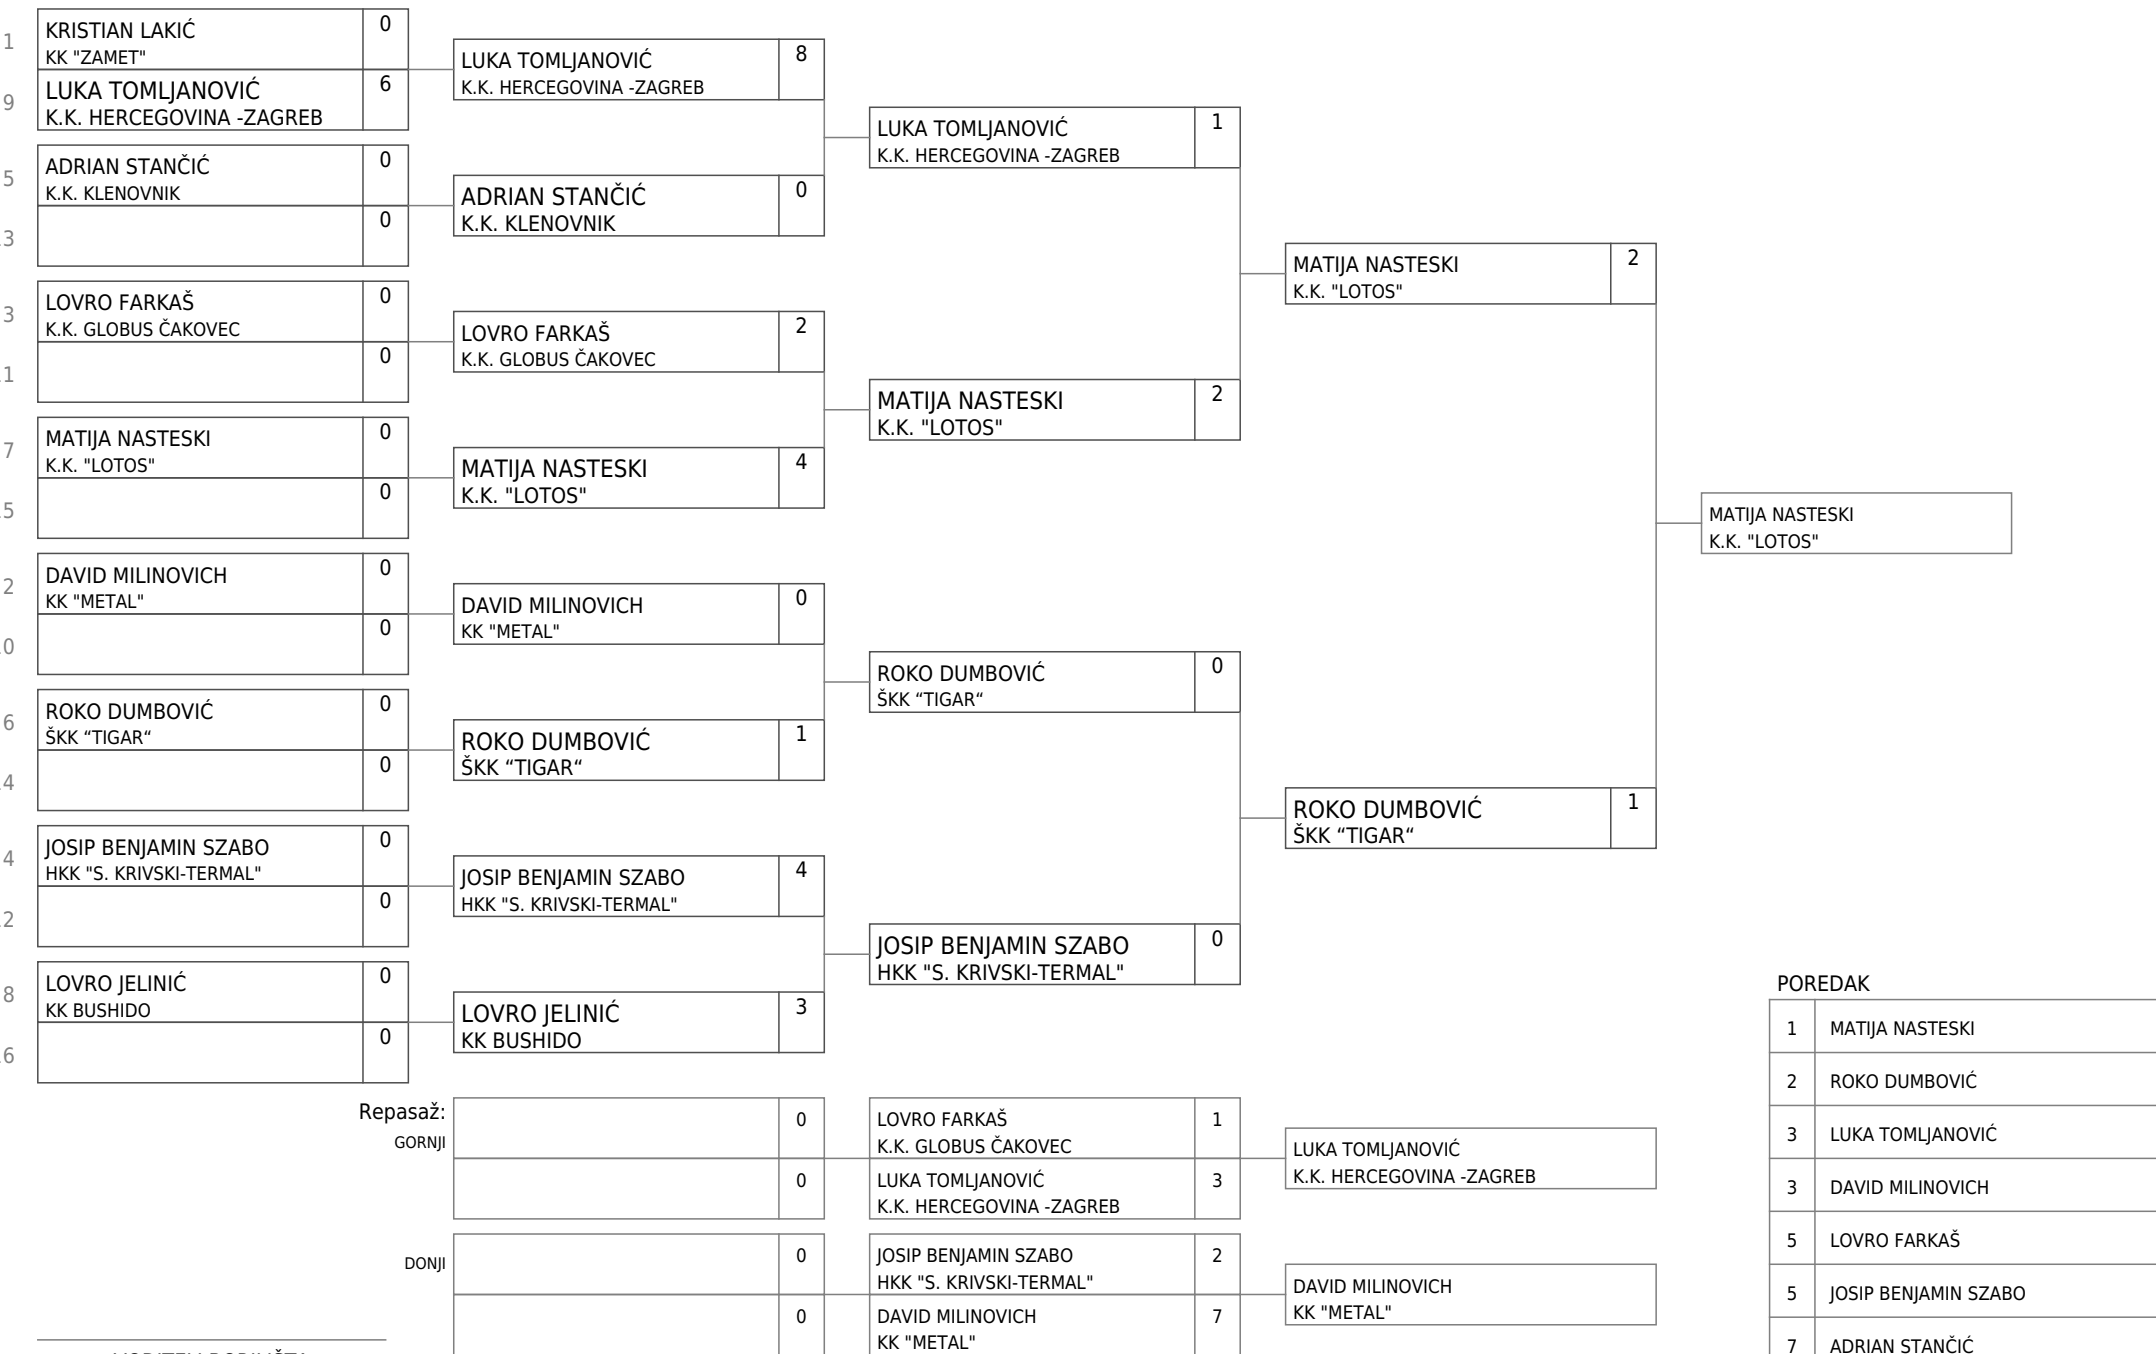 1
KRISTIAN LAKIĆ
KK "ZAMET"
0
9
LUKA TOMLJANOVIĆ
K.K. HERCEGOVINA -ZAGREB
6
5
ADRIAN STANČIĆ
K.K. KLENOVNIK
0
3
0
3
LOVRO FARKAŠ
K.K. GLOBUS ČAKOVEC
0
1
0
7
MATIJA NASTESKI
K.K. "LOTOS"
0
5
0
2
DAVID MILINOVICH
KK "METAL"
0
0
0
6
ROKO DUMBOVIĆ
ŠKK “TIGAR“
0
4
0
4
JOSIP BENJAMIN SZABO
HKK "S. KRIVSKI-TERMAL"
0
2
0
8
LOVRO JELINIĆ
KK BUSHIDO
0
6
0
LUKA TOMLJANOVIĆ
K.K. HERCEGOVINA -ZAGREB
8
ADRIAN STANČIĆ
K.K. KLENOVNIK
0
LOVRO FARKAŠ
K.K. GLOBUS ČAKOVEC
2
MATIJA NASTESKI
K.K. "LOTOS"
4
DAVID MILINOVICH
KK "METAL"
0
ROKO DUMBOVIĆ
ŠKK “TIGAR“
1
JOSIP BENJAMIN SZABO
HKK "S. KRIVSKI-TERMAL"
4
LOVRO JELINIĆ
KK BUSHIDO
3
LUKA TOMLJANOVIĆ
K.K. HERCEGOVINA -ZAGREB
1
MATIJA NASTESKI
K.K. "LOTOS"
2
ROKO DUMBOVIĆ
ŠKK “TIGAR“
0
JOSIP BENJAMIN SZABO
HKK "S. KRIVSKI-TERMAL"
0
MATIJA NASTESKI
K.K. "LOTOS"
2
ROKO DUMBOVIĆ
ŠKK “TIGAR“
1
MATIJA NASTESKI
K.K. "LOTOS"
Repasaž:
GORNJI
0
0
LOVRO FARKAŠ
K.K. GLOBUS ČAKOVEC
1
LUKA TOMLJANOVIĆ
K.K. HERCEGOVINA -ZAGREB
3
LUKA TOMLJANOVIĆ
K.K. HERCEGOVINA -ZAGREB
DONJI
0
0
JOSIP BENJAMIN SZABO
HKK "S. KRIVSKI-TERMAL"
2
DAVID MILINOVICH
KK "METAL"
7
DAVID MILINOVICH
KK "METAL"
POREDAK
1 MATIJA NASTESKI
2 ROKO DUMBOVIĆ
3 LUKA TOMLJANOVIĆ
3 DAVID MILINOVICH
5 LOVRO FARKAŠ
5 JOSIP BENJAMIN SZABO
7 ADRIAN STANČIĆ